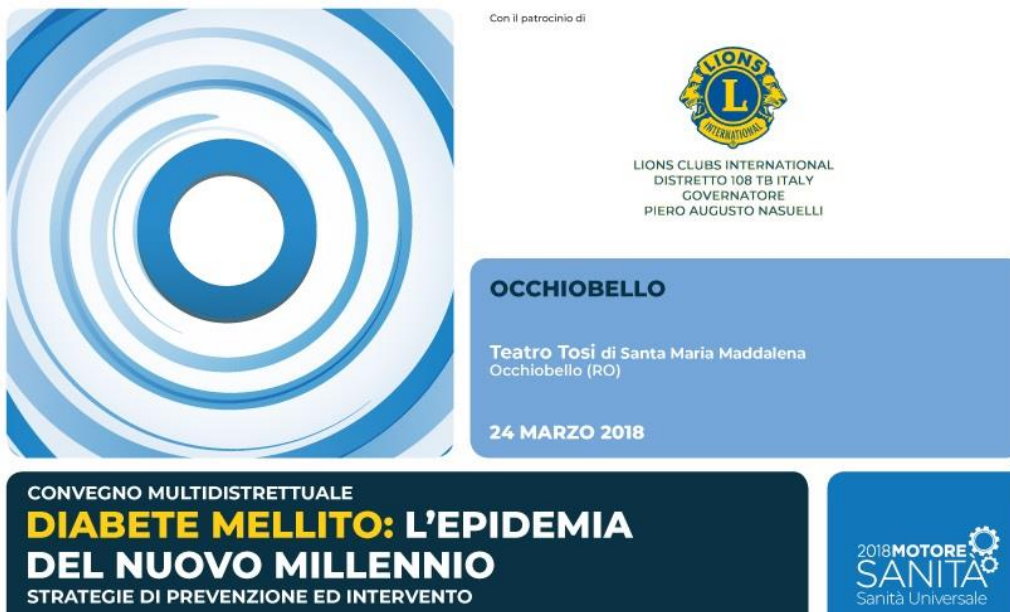 Con il patrocinio di
LIONS
L
INTERNATIONAL
LIONS CLUBS INTERNATIONAL
DISTRETTO 108 TB ITALY
GOVERNATORE
PIERO AUGUSTO NASUELLI
OCCHIOBELLO
Teatro Tosi di Santa Maria Maddalena
Occhiobello (RO)
24 MARZO 2018
CONVEGNO MULTIDISTRETTUALE
DIABETE MELLITO: L'EPIDEMIA
DEL NUOVO MILLENNIO
STRATEGIE DI PREVENZIONE ED INTERVENTO
2018MOTORE
SANITÀ
Sanità Universale